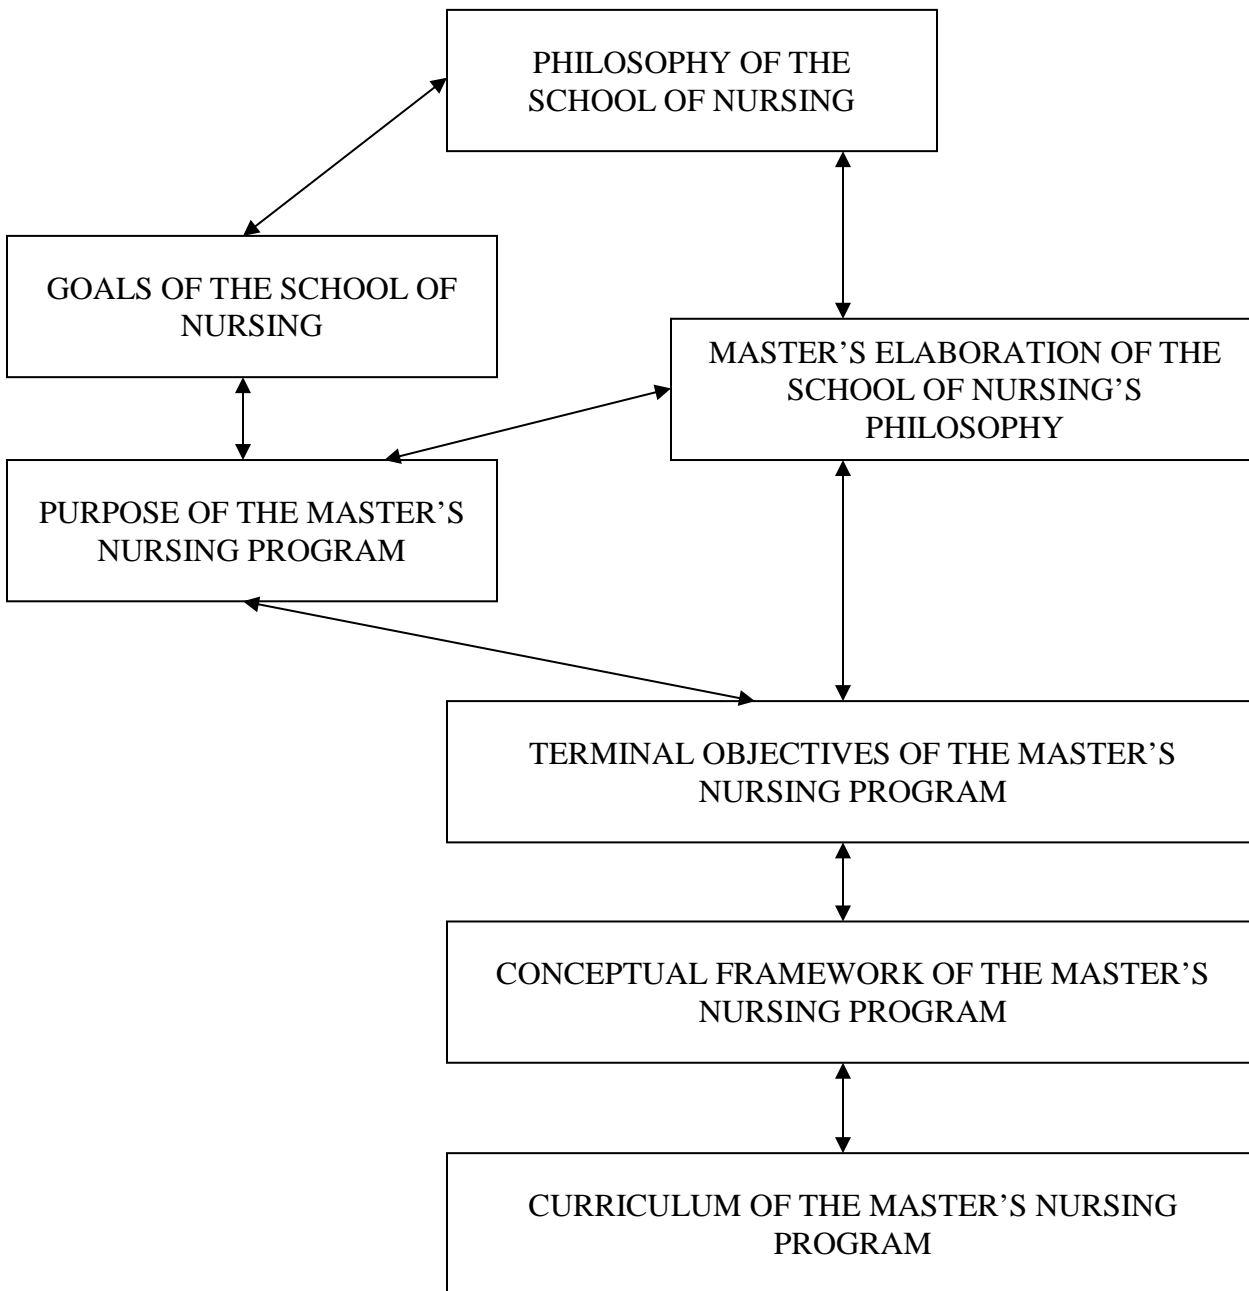 PHILOSOPHY OF THE
SCHOOL OF NURSING
GOALS OF THE SCHOOL OF
NURSING
MASTER’S ELABORATION OF THE
SCHOOL OF NURSING’S
PHILOSOPHY
PURPOSE OF THE MASTER’S
NURSING PROGRAM
TERMINAL OBJECTIVES OF THE MASTER’S
NURSING PROGRAM
CONCEPTUAL FRAMEWORK OF THE MASTER’S
NURSING PROGRAM
CURRICULUM OF THE MASTER’S NURSING
PROGRAM